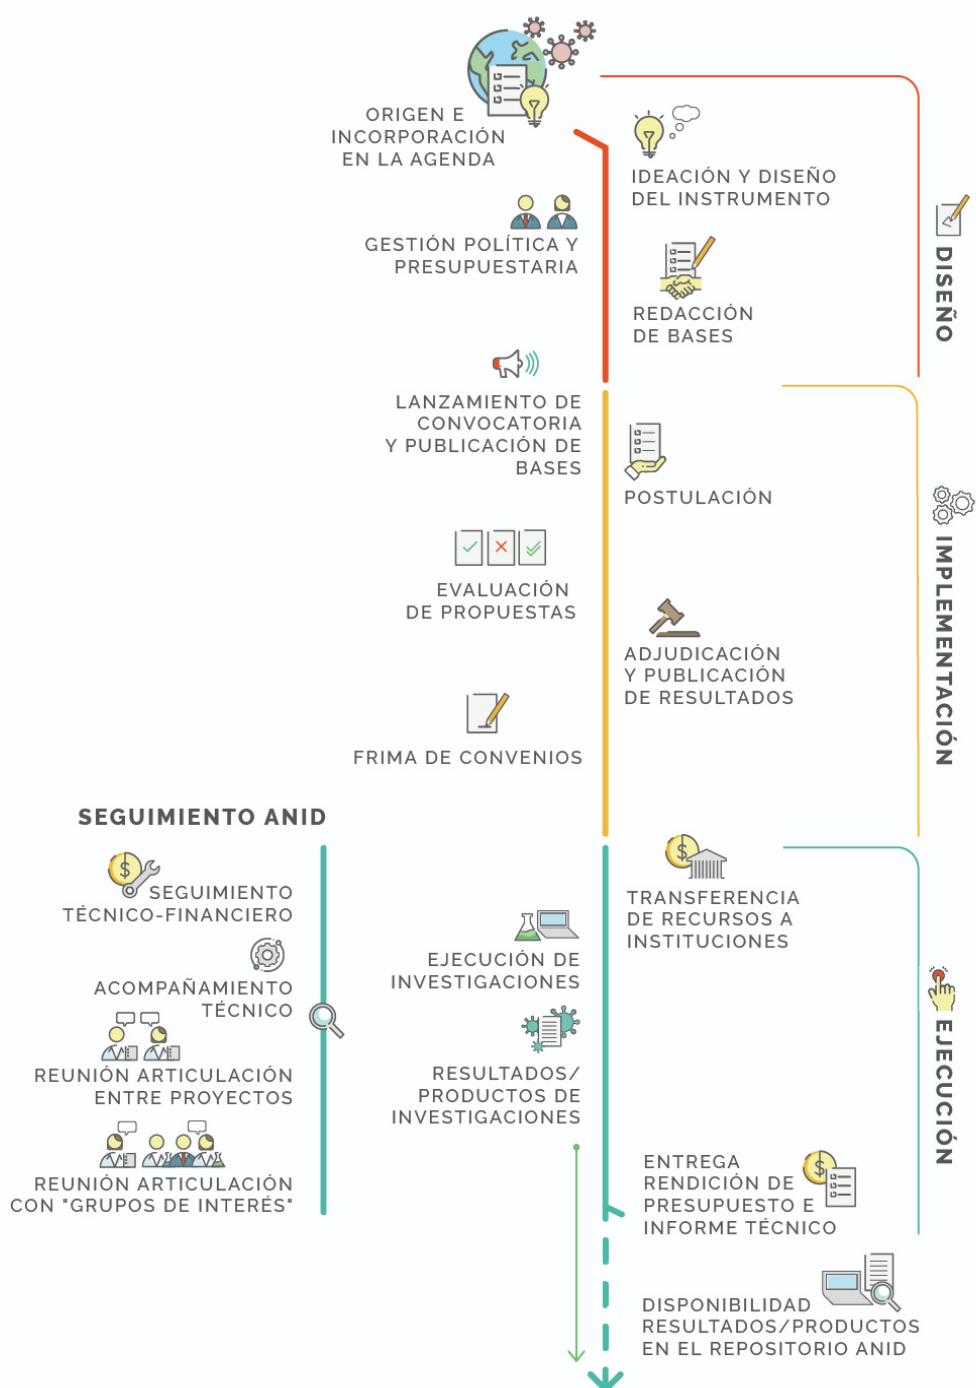 ORIGEN E
INCORPORACIÓN
EN LA AGENDA
IDEACIÓN Y DISEÑO
DEL INSTRUMENTO
GESTIÓN POLÍTICA Y
PRESUPUESTARIA
REDACCIÓN
DE BASES
DISEÑO
LANZAMIENTO DE
CONVOCATORIA
Y PUBLICACIÓN DE
BASES
POSTULACIÓN
EVALUACIÓN
DE PROPUESTAS
ADJUDICACIÓN
Y PUBLICACIÓN
DE RESULTADOS
FRIMA DE CONVENIOS
IMPLEMENTACIÓN
SEGUIMIENTO ANID
SEGUIMIENTO
TÉCNICO-FINANCIERO
ACOMPAÑAMIENTO
TÉCNICO
REUNIÓN ARTICULACIÓN
ENTRE PROYECTOS
REUNIÓN ARTICULACIÓN
CON "GRUPOS DE INTERÉS"
TRANSFERENCIA
DE RECURSOS A
INSTITUCIONES
EJECUCIÓN DE
INVESTIGACIONES
RESULTADOS/
PRODUCTOS DE
INVESTIGACIONES
ENTREGA
RENDICIÓN DE
PRESUPUESTO E
INFORME TÉCNICO
EJECUCIÓN
DISPONIBILIDAD
RESULTADOS/PRODUCTOS
EN EL REPOSITORIO ANID